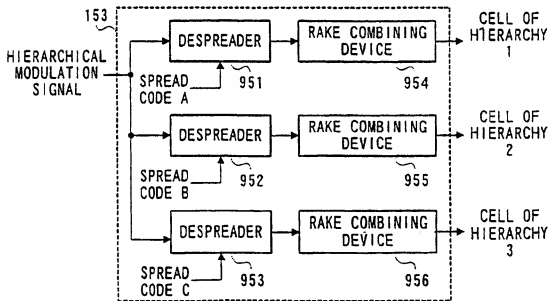 153
HIERARCHICAL
MODULATION
SIGNAL
DESPREADER
951
SPREAD
CODE A
RAKE COMBINING
DEVICE
954
CELL OF
HIERARCHY
1
DESPREADER
952
SPREAD
CODE B
RAKE COMBINING
DEVICE
955
CELL OF
HIERARCHY
2
DESPREADER
953
SPREAD
CODE C
RAKE COMBINING
DEVICE
956
CELL OF
HIERARCHY
3